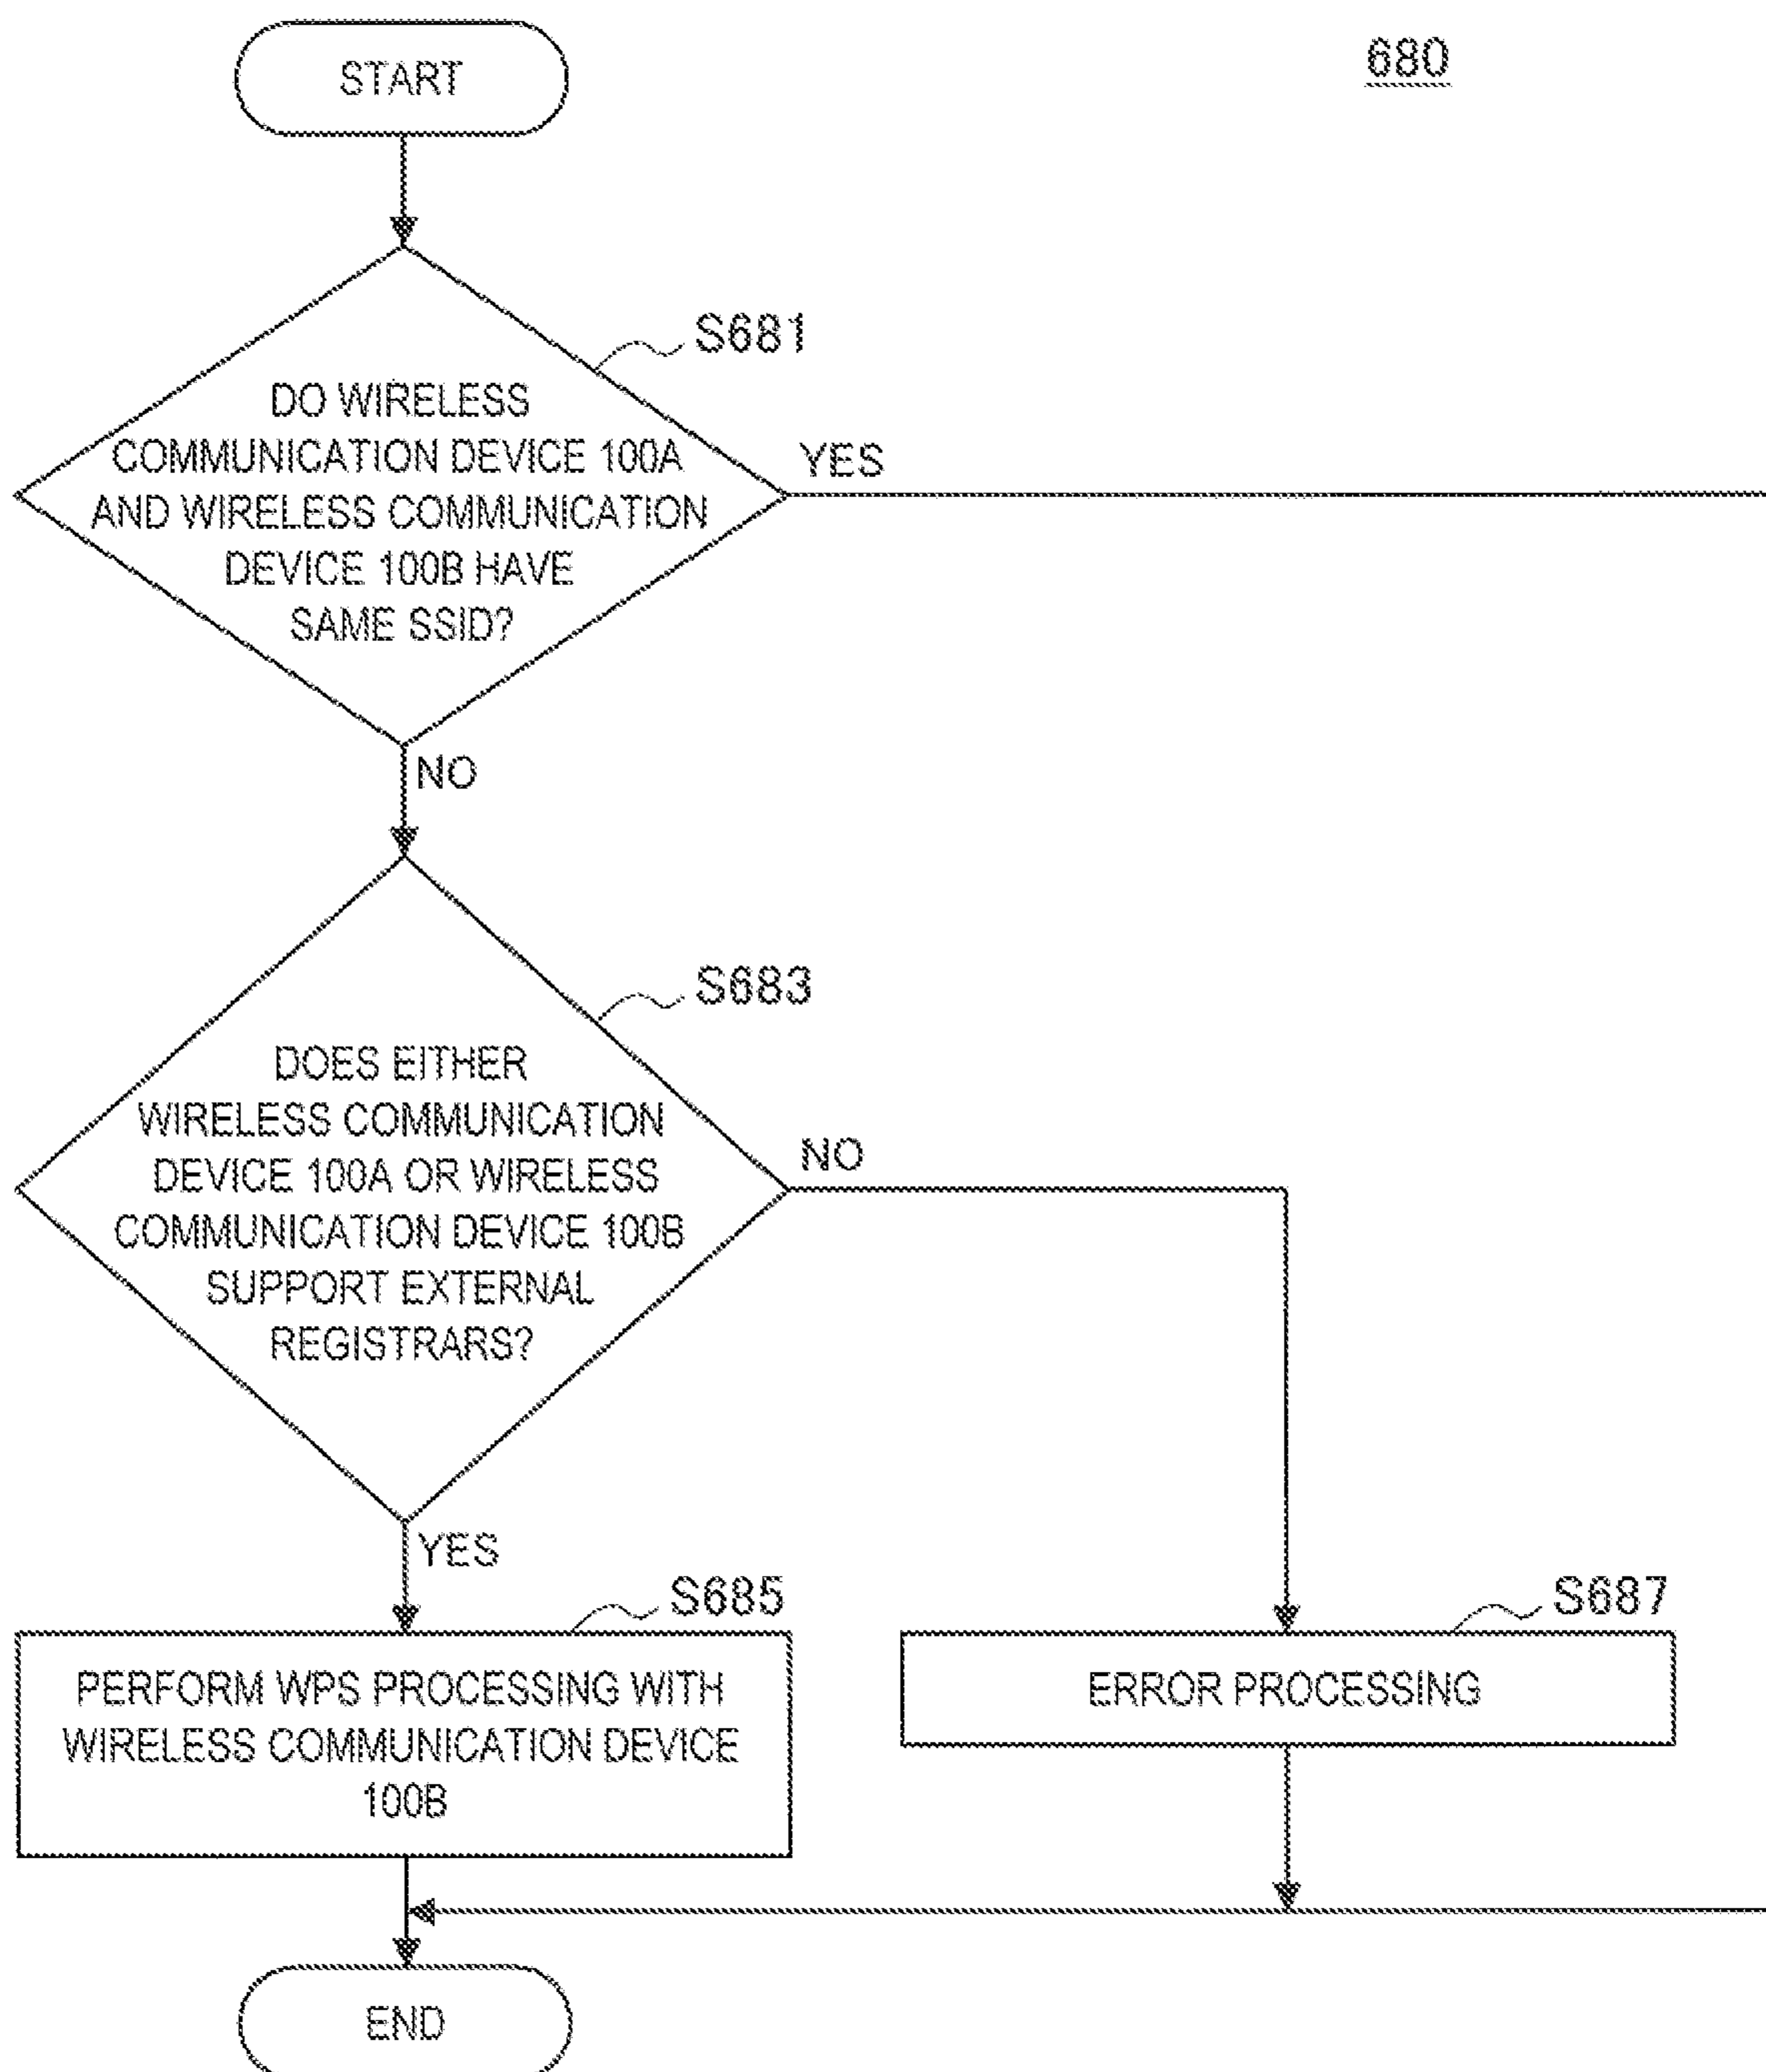 START
680
S681
DO WIRELESS
COMMUNICATION DEVICE 100A
AND WIRELESS COMMUNICATION
DEVICE 100B HAVE
SAME SSID?
YES
NO
S683
DOES EITHER
WIRELESS COMMUNICATION
DEVICE 100A OR WIRELESS
COMMUNICATION DEVICE 100B
SUPPORT EXTERNAL
REGISTRARS?
NO
YES
S685
PERFORM WPS PROCESSING WITH
WIRELESS COMMUNICATION DEVICE
100B
S687
ERROR PROCESSING
END